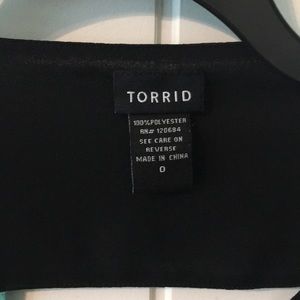 TORRID
100%POLYESTER
RN# 120684
SEE CARE ON
REVERSE
MADE IN CHINA
0